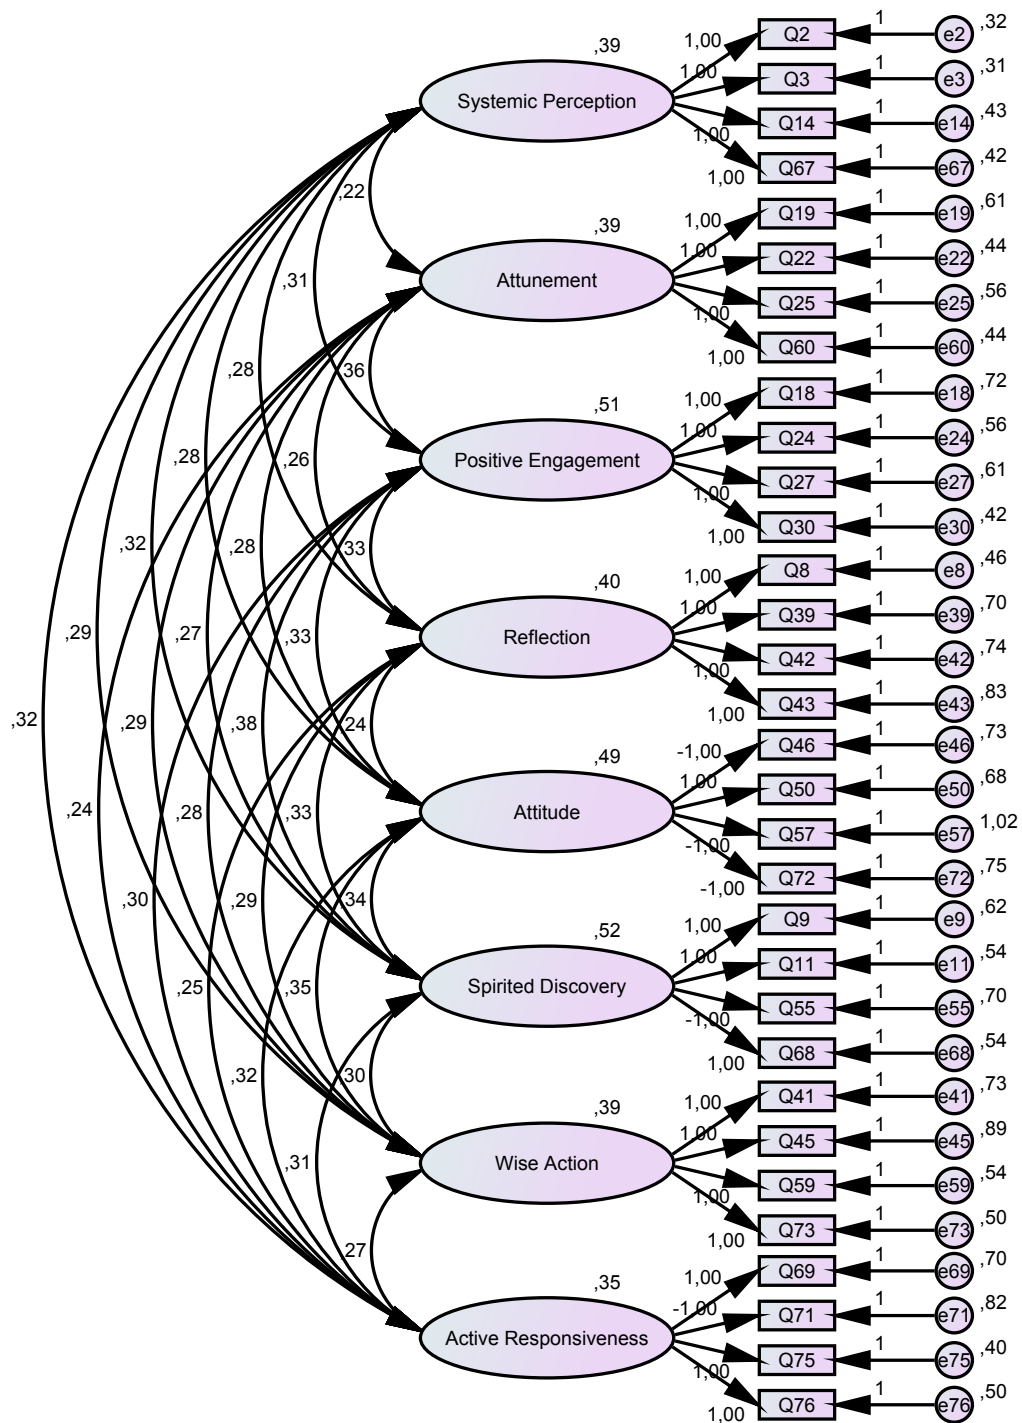 ,39
Systemic Perception
1,00
Q2
1
e2
,32
1,00
Q3
1
e3
,31
1,00
Q14
1
e14
,43
1,00
Q67
1
e67
,42
,22
,39
Attunement
1,00
Q19
1
e19
,61
1,00
Q22
1
e22
,44
1,00
Q25
1
e25
,56
1,00
Q60
1
e60
,44
,31
,28
,36
,51
Positive Engagement
1,00
Q18
1
e18
,72
1,00
Q24
1
e24
,56
1,00
Q27
1
e27
,61
1,00
Q30
1
e30
,42
,28
,26
,32
,28
,33
,40
Reflection
1,00
Q8
1
e8
,46
1,00
Q39
1
e39
,70
1,00
Q42
1
e42
,74
1,00
Q43
1
e43
,83
,29
,27
,33
,32
,29
,38
,24
,49
Attitude
-1,00
Q46
1
e46
,73
1,00
Q50
1
e50
,68
-1,00
Q57
1
e57
1,02
-1,00
Q72
1
e72
,75
,24
,28
,33
,30
,29
,34
,52
Spirited Discovery
1,00
Q9
1
e9
,62
1,00
Q11
1
e11
,54
-1,00
Q55
1
e55
,70
1,00
Q68
1
e68
,54
,25
,35
,32
,30
,39
Wise Action
1,00
Q41
1
e41
,73
1,00
Q45
1
e45
,89
1,00
Q59
1
e59
,54
1,00
Q73
1
e73
,50
,31
,27
,35
Active Responsiveness
1,00
Q69
1
e69
,70
-1,00
Q71
1
e71
,82
1,00
Q75
1
e75
,40
1,00
Q76
1
e76
,50